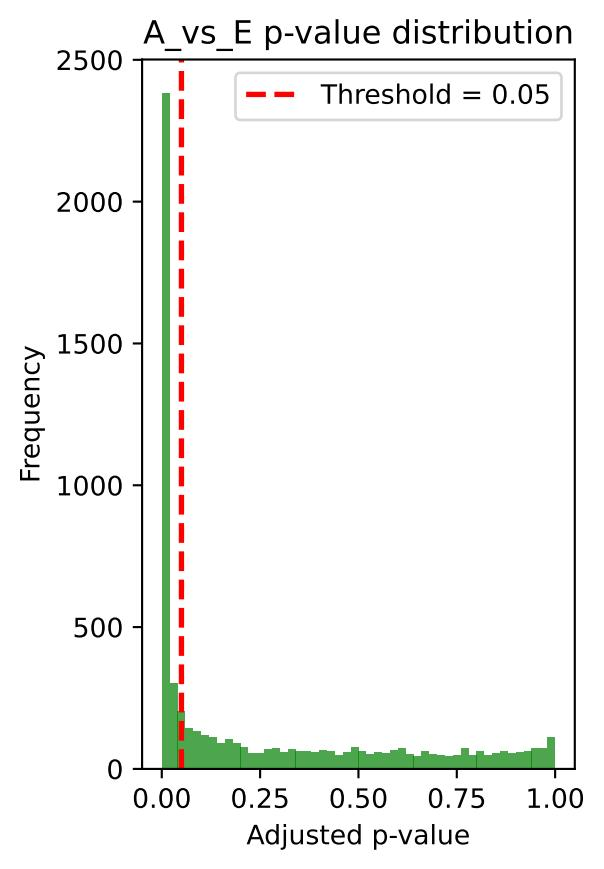 A_vs_E p-value distribution
Threshold = 0.05
2500
2000
1500
1000
500
0
Frequency
0.00 0.25 0.50 0.75 1.00
Adjusted p-value